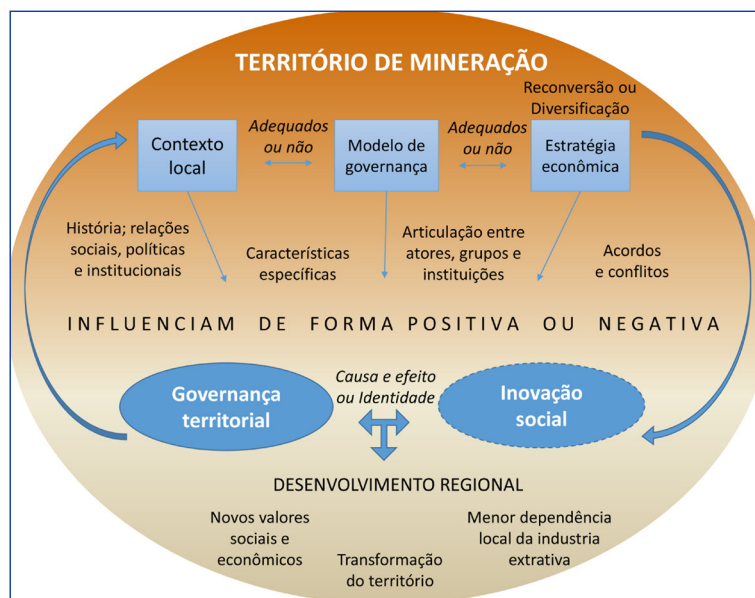 TERRITÓRIO DE MINERAÇÃO
Reconversão ou
Diversificação
Contexto
local
Adequados
ou não
Modelo de
governança
Adequados
ou não
Estratégia
econômica
História; relações
sociais, políticas
e institucionais
Características
específicas
Articulação entre
atores, grupos e
instituições
Acordos
e conflitos
INFLUENCIAM DE FORMA POSITIVA OU NEGATIVA
Governança
territorial
Causa e efeito
ou Identidade
Inovação
social
DESENVOLVIMENTO REGIONAL
Novos valores
sociais e
econômicos
Transformação
do território
Menor dependência
local da industria
extrativa